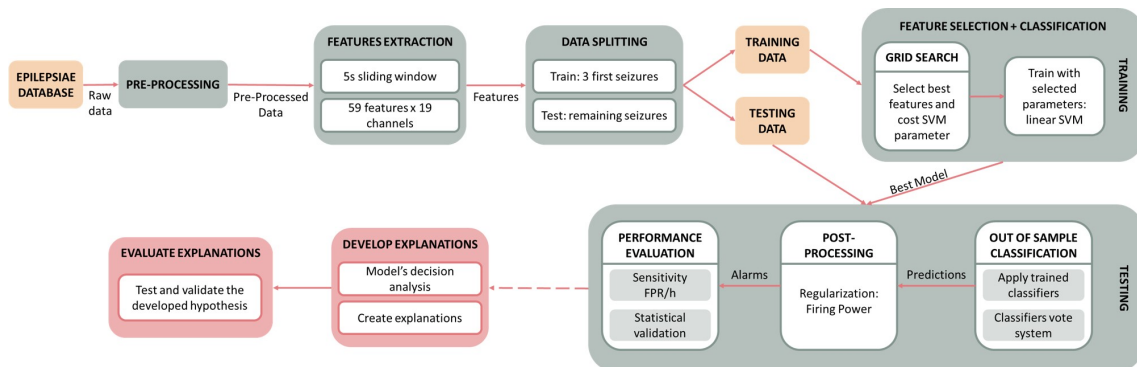 FEATURES EXTRACTION
5s sliding window
59 features x 19
channels
DATA SPLITTING
Train: 3 first seizures
Test: remaining seizures
TRAINING
DATA
TESTING
DATA
FEATURE SELECTION + CLASSIFICATION
GRID SEARCH
Select best
features and
cost SVM
parameter
Train with
selected
parameters:
linear SVM
TRAINING
EPILEPSIAE
DATABASE
Raw
data
PRE-PROCESSING
Pre-Processed
Data
Features
Best Model
EVALUATE EXPLANATIONS
Test and validate the
developed hypothesis
DEVELOP EXPLANATIONS
Model's decision
analysis
Create explanations
PERFORMANCE
EVALUATION
Sensitivity
FPR/h
Statistical
validation
Alarms
POST-
PROCESSING
Regularization:
Firing Power
Predictions
OUT OF SAMPLE
CLASSIFICATION
Apply trained
classifiers
Classifiers vote
system
TESTING